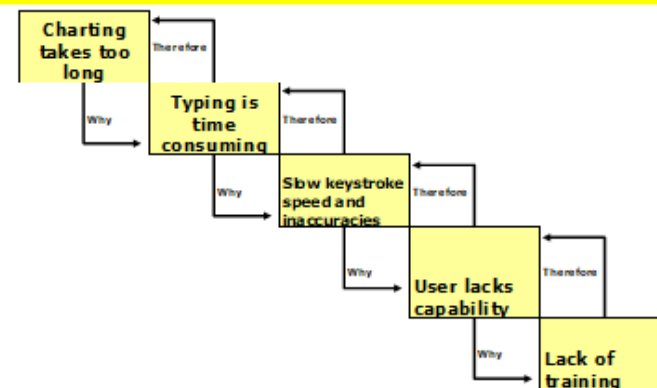 Charting
takes too
long
Therefore
Why
Typing is
time
consuming
Therefore
Why
Slow keystroke
speed and
inaccuracies
Therefore
Why
User lacks
capability
Therefore
Why
Lack of
training